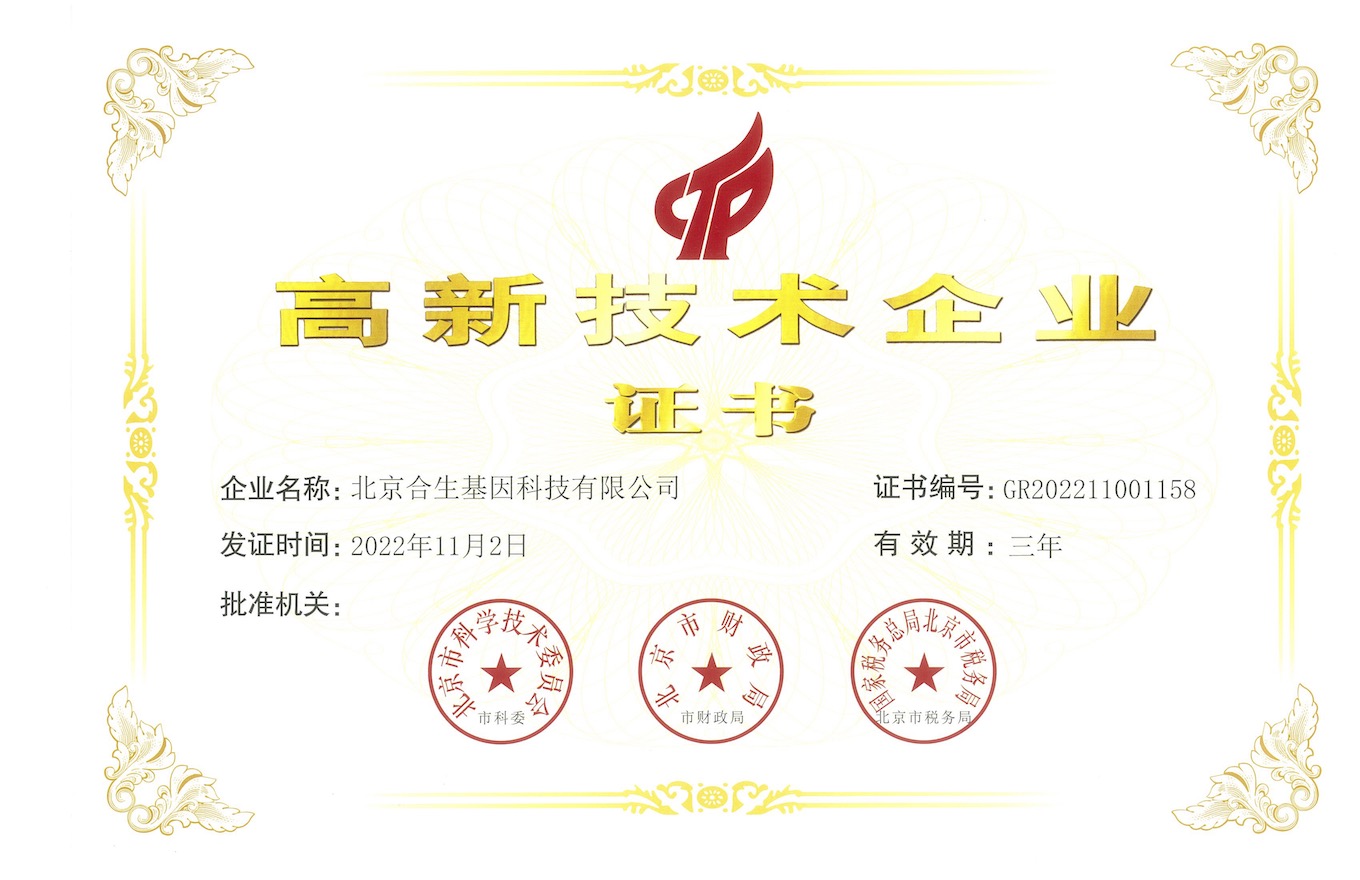 CTP
高新技术企业
证书
企业名称：北京合生基因科技有限公司
证书编号：GR202211001158
发证时间：2022年11月2日
有效期：三年
批准机关：
北京市科学技术委员会
市科委
北京市财政局
市财政局
国家税务总局北京市税务局
北京市税务局